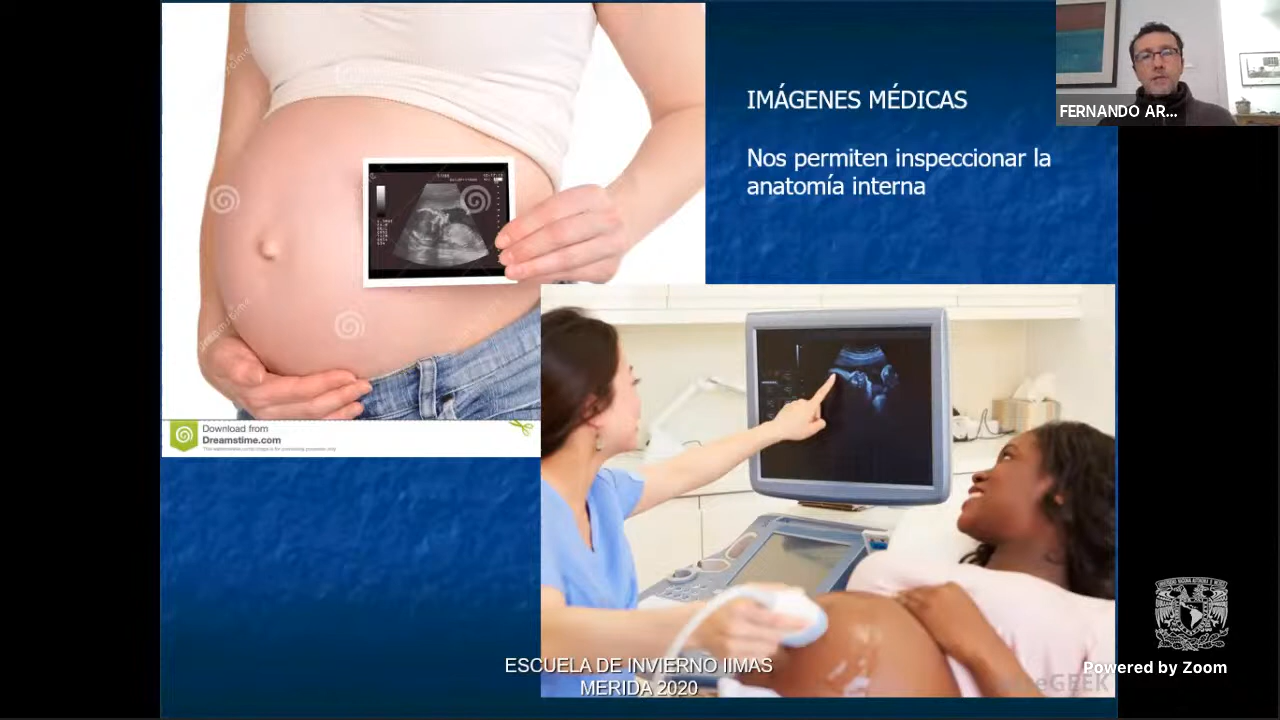 IMÁGENES MÉDICAS
FERNANDO AR...
Nos permiten inspeccionar la
anatomía interna
Download from
Dreamstime.com
ESCUELA DE INVIERNO IIMAS
MERIDA 2020
Powered by Zoom